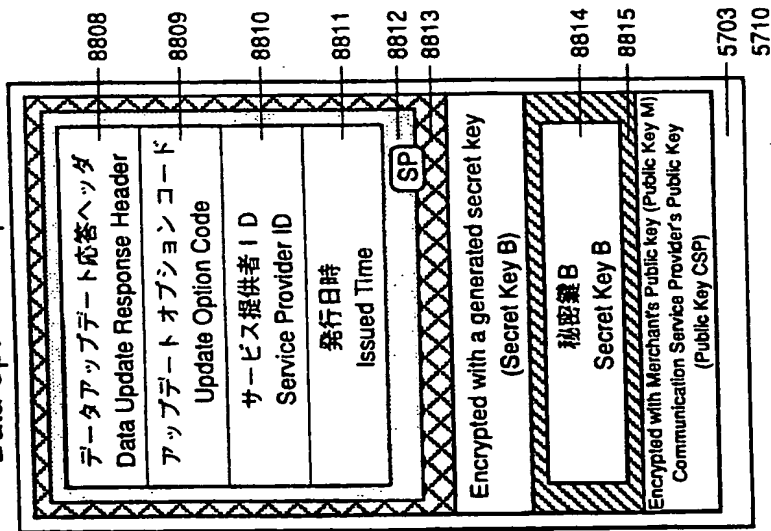 データアップデート応答ヘッダ
Data Update Response Header
アップデート オプション コード
Update Option Code
サービス提供者ID
Service Provider ID
発行日時
Issued Time
SP
Encrypted with a generated secret key
(Secret Key B)
秘密鍵B
Secret Key B
Encrypted with Merchant's Public key (Public Key M)
Communication Service Provider's Public Key
(Public Key CSP)
8808
8809
8810
8811
8812
8813
8814
8815
5703
5710